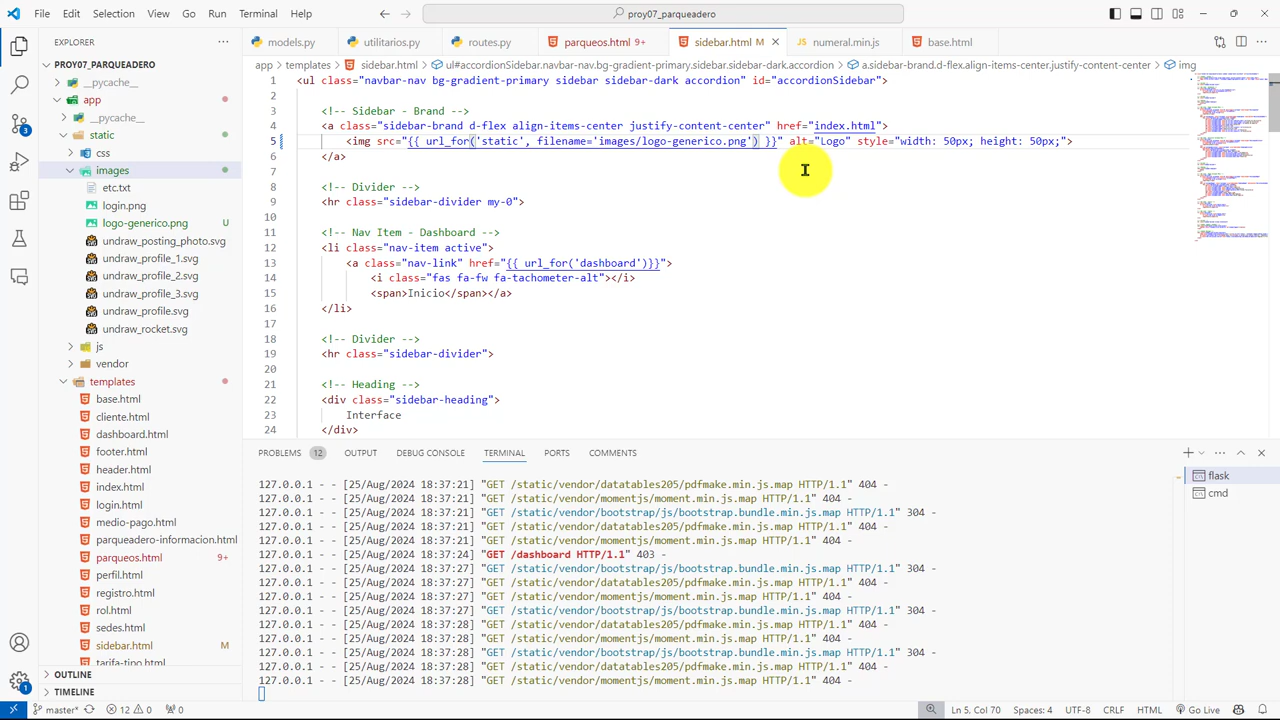 File Edit Selection View Go Run Terminal Help
proy07_parqueadero
EXPLORER
models.py utilitarios.py routes.py parqueos.html 9+ sidebar.html M numeral.min.js base.html
app > templates > sidebar.html > ul#accordionSidebar.navbar-nav.bg-gradient-primary.sidebar.sidebar-dark.accordion > a.sidebar-brand.d-flex.align-items-center.justify-content-center > img
PROY07_PARQUEADERO
__pycache__
app
__pycache__
static
css
images
etc.txt
login.png
logo-generico.png U
undraw_posting_photo.svg
undraw_profile_1.svg
undraw_profile_2.svg
undraw_profile_3.svg
undraw_profile.svg
undraw_rocket.svg
js
vendor
templates
base.html
cliente.html
dashboard.html
footer.html
header.html
index.html
login.html
medio-pago.html
parqueadero-informacion.html
parqueos.html 9+
perfil.html
registro.html
rol.html
sedes.html
sidebar.html M
tarifa-tipo.html
OUTLINE
TIMELINE
1 <ul class="navbar-nav bg-gradient-primary sidebar sidebar-dark accordion" id="accordionSidebar">
2
3 <!-- Sidebar - Brand -->
4 <a class="sidebar-brand d-flex align-items-center justify-content-center" href="index.html">
5 <img src="{{ url_for('static', filename='images/logo-generico.png') }}" alt="logo" style="width: 50px; height: 50px;">
6 </a>
7
8 <!-- Divider -->
9 <hr class="sidebar-divider my-0">
10
11 <!-- Nav Item - Dashboard -->
12 <li class="nav-item active">
13 <a class="nav-link" href="{{ url_for('dashboard')}}">
14 <i class="fas fa-fw fa-tachometer-alt"></i>
15 <span>Inicio</span></a>
16 </li>
17
18 <!-- Divider -->
19 <hr class="sidebar-divider">
20
21 <!-- Heading -->
22 <div class="sidebar-heading">
23 Interface
24 </div>
PROBLEMS 12 OUTPUT DEBUG CONSOLE TERMINAL PORTS COMMENTS
flask
cmd
127.0.0.1 - - [25/Aug/2024 18:37:21] "GET /static/vendor/datatables205/pdfmake.min.js.map HTTP/1.1" 404 -
127.0.0.1 - - [25/Aug/2024 18:37:21] "GET /static/vendor/momentjs/moment.min.js.map HTTP/1.1" 404 -
127.0.0.1 - - [25/Aug/2024 18:37:21] "GET /static/vendor/bootstrap/js/bootstrap.bundle.min.js.map HTTP/1.1" 304 -
127.0.0.1 - - [25/Aug/2024 18:37:21] "GET /static/vendor/datatables205/pdfmake.min.js.map HTTP/1.1" 404 -
127.0.0.1 - - [25/Aug/2024 18:37:21] "GET /static/vendor/momentjs/moment.min.js.map HTTP/1.1" 404 -
127.0.0.1 - - [25/Aug/2024 18:37:24] "GET /dashboard HTTP/1.1" 403 -
127.0.0.1 - - [25/Aug/2024 18:37:27] "GET /static/vendor/bootstrap/js/bootstrap.bundle.min.js.map HTTP/1.1" 304 -
127.0.0.1 - - [25/Aug/2024 18:37:27] "GET /static/vendor/datatables205/pdfmake.min.js.map HTTP/1.1" 404 -
127.0.0.1 - - [25/Aug/2024 18:37:27] "GET /static/vendor/momentjs/moment.min.js.map HTTP/1.1" 404 -
127.0.0.1 - - [25/Aug/2024 18:37:27] "GET /static/vendor/bootstrap/js/bootstrap.bundle.min.js.map HTTP/1.1" 304 -
127.0.0.1 - - [25/Aug/2024 18:37:28] "GET /static/vendor/datatables205/pdfmake.min.js.map HTTP/1.1" 404 -
127.0.0.1 - - [25/Aug/2024 18:37:28] "GET /static/vendor/momentjs/moment.min.js.map HTTP/1.1" 404 -
127.0.0.1 - - [25/Aug/2024 18:37:28] "GET /static/vendor/bootstrap/js/bootstrap.bundle.min.js.map HTTP/1.1" 304 -
127.0.0.1 - - [25/Aug/2024 18:37:28] "GET /static/vendor/datatables205/pdfmake.min.js.map HTTP/1.1" 404 -
127.0.0.1 - - [25/Aug/2024 18:37:28] "GET /static/vendor/momentjs/moment.min.js.map HTTP/1.1" 404 -
master* 12 0 0 Ln 5, Col 70 Spaces: 4 UTF-8 CRLF HTML Go Live